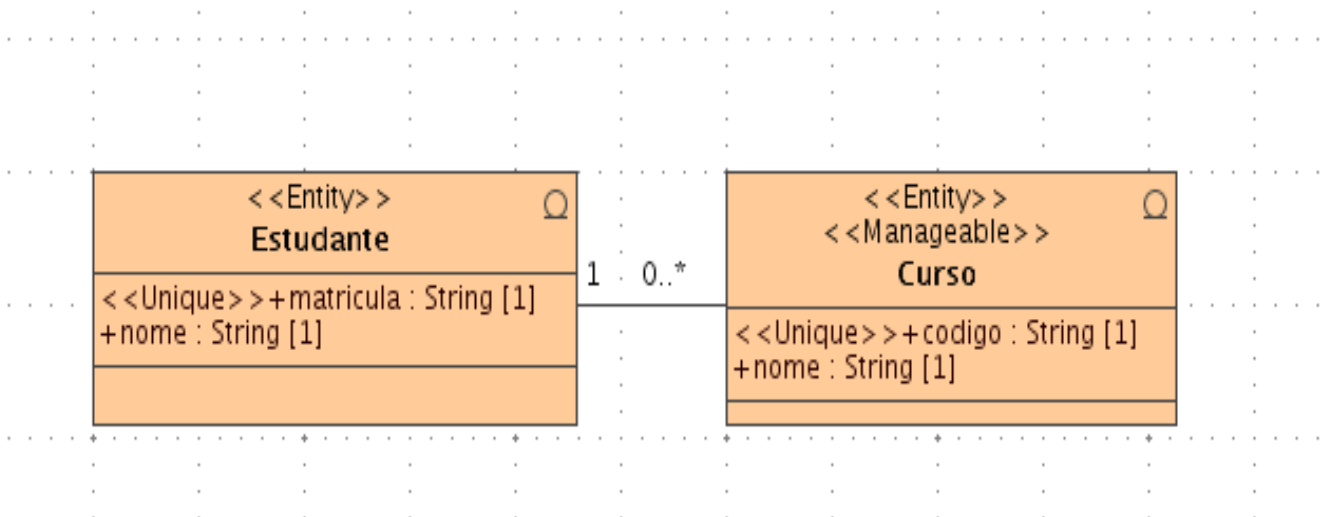 <<Entity>>
Estudante
<<Unique>>+matricula : String [1]
+nome : String [1]
1 0..*
<<Entity>>
<<Manageable>>
Curso
<<Unique>>+codigo : String [1]
+nome : String [1]